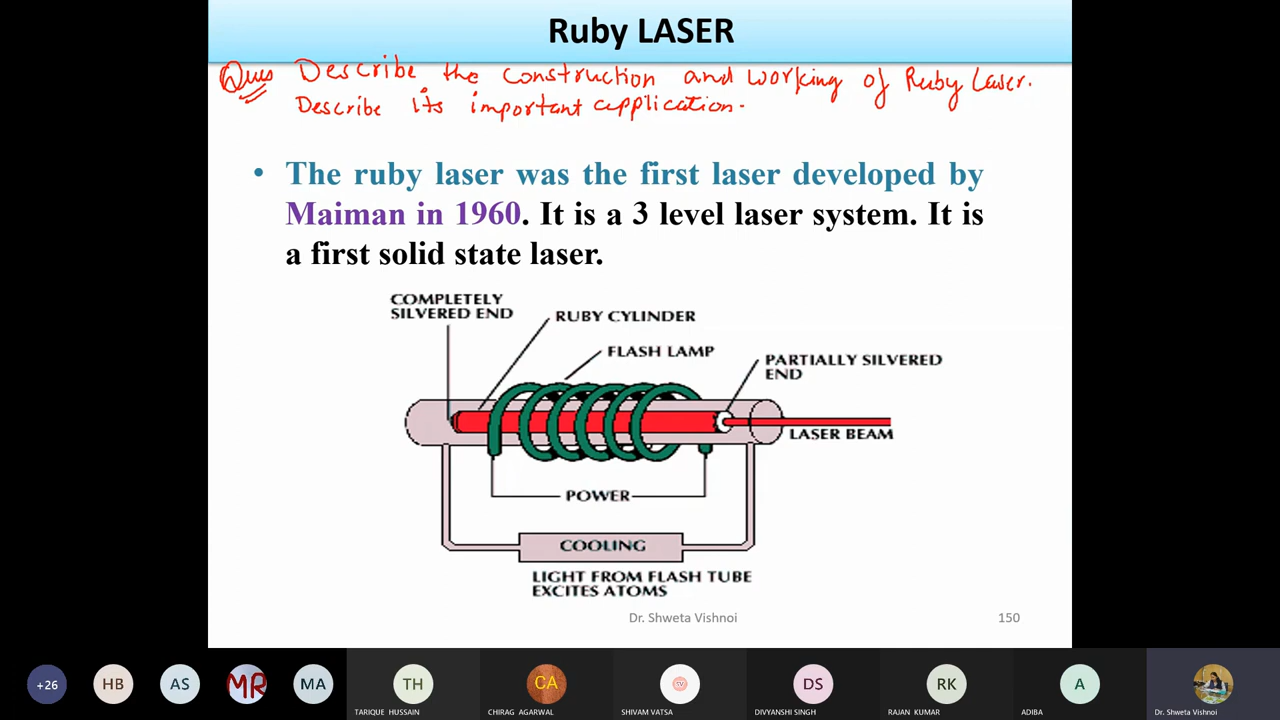 Ruby LASER
Ques Describe the construction and working of Ruby Laser.
Describe its important application.
• The ruby laser was the first laser developed by
Maiman in 1960. It is a 3 level laser system. It is
a first solid state laser.
COMPLETELY
SILVERED END
RUBY CYLINDER
FLASH LAMP
PARTIALLY SILVERED
END
LASER BEAM
POWER
COOLING
LIGHT FROM FLASH TUBE
EXCITES ATOMS
Dr. Shweta Vishnoi
150
+26
HB
AS
MR
MA
TH
CA
SV
DS
RK
A
TARIQUE HUSSAIN
CHIRAG AGARWAL
SHIVAM VATSA
DIVYANSHI SINGH
RAJAN KUMAR
ADIBA
Dr. Shweta Vishnoi